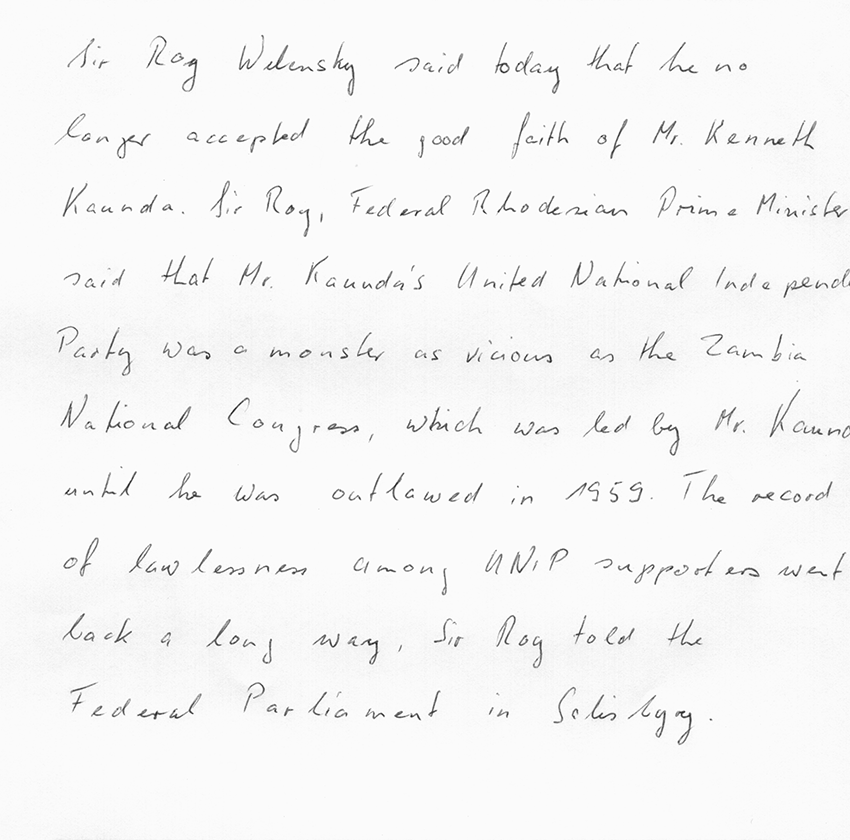 Sir Roy Welensky said today that he no
longer accepted the good faith of Mr. Kenneth
Kaunda. Sir Roy, Federal Rhodesian Prime Minister
said that Mr. Kaunda's United National Independ
Party was a monster as vicious as the Zambia
National Congress, which was led by Mr. Kaund
until he was outlawed in 1959. The record
of lawlessness among UNIP supporters went
back a long way, Sir Roy told the
Federal Parliament in